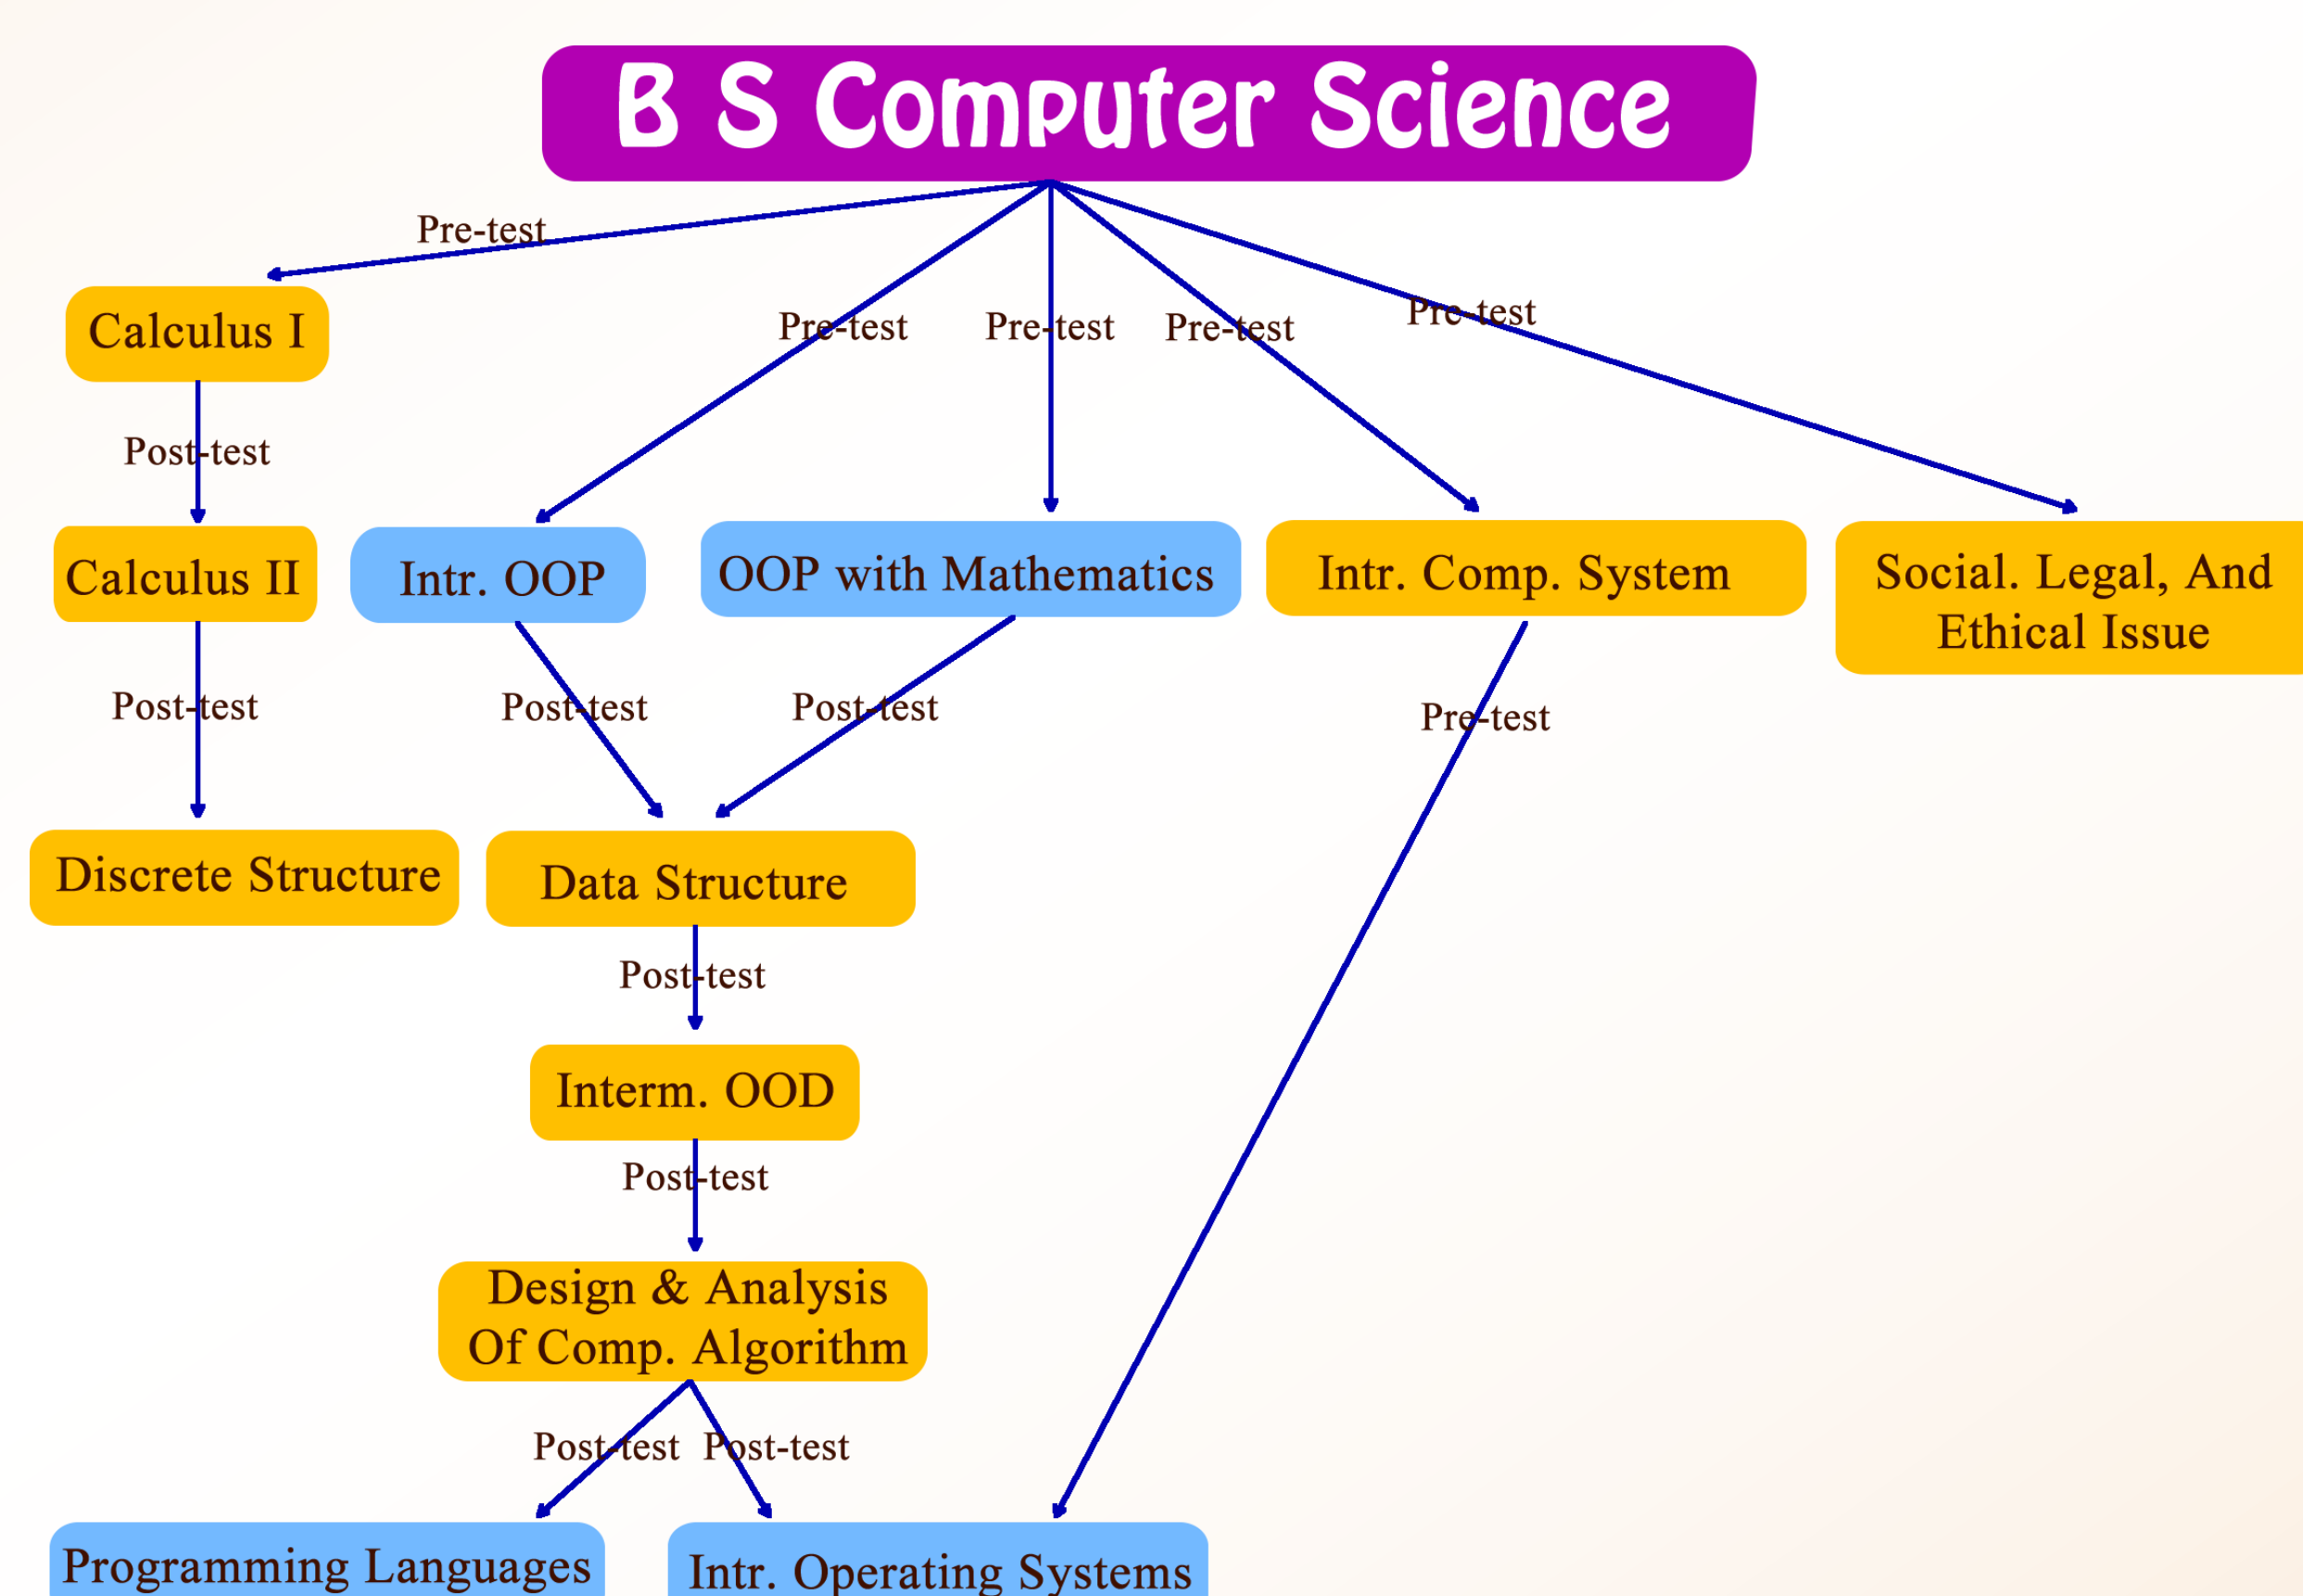 B S Computer Science
Pre-test
Pre-test
Pre-test
Pre-test
Pre-test
Calculus I
Post-test
Calculus II
Intr. OOP
OOP with Mathematics
Intr. Comp. System
Social. Legal, And
Ethical Issue
Post-test
Post-test
Post-test
Pre-test
Discrete Structure
Data Structure
Post-test
Interm. OOD
Post-test
Design & Analysis
Of Comp. Algorithm
Post-test
Post-test
Programming Languages
Intr. Operating Systems